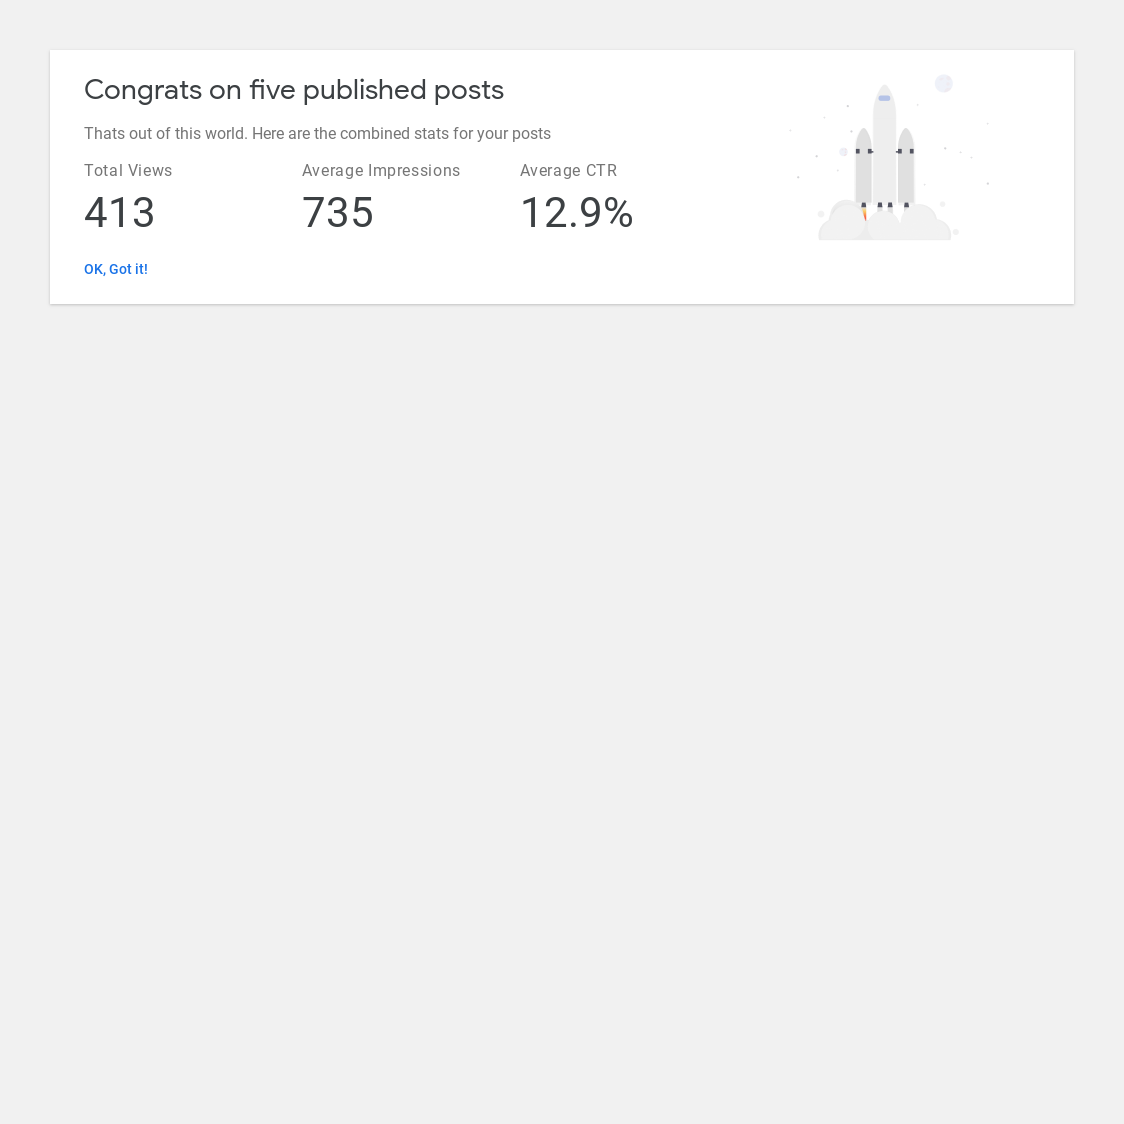 Congrats on five published posts
Thats out of this world. Here are the combined stats for your posts
Total Views
413
Average Impressions
735
Average CTR
12.9%
OK, Got it!